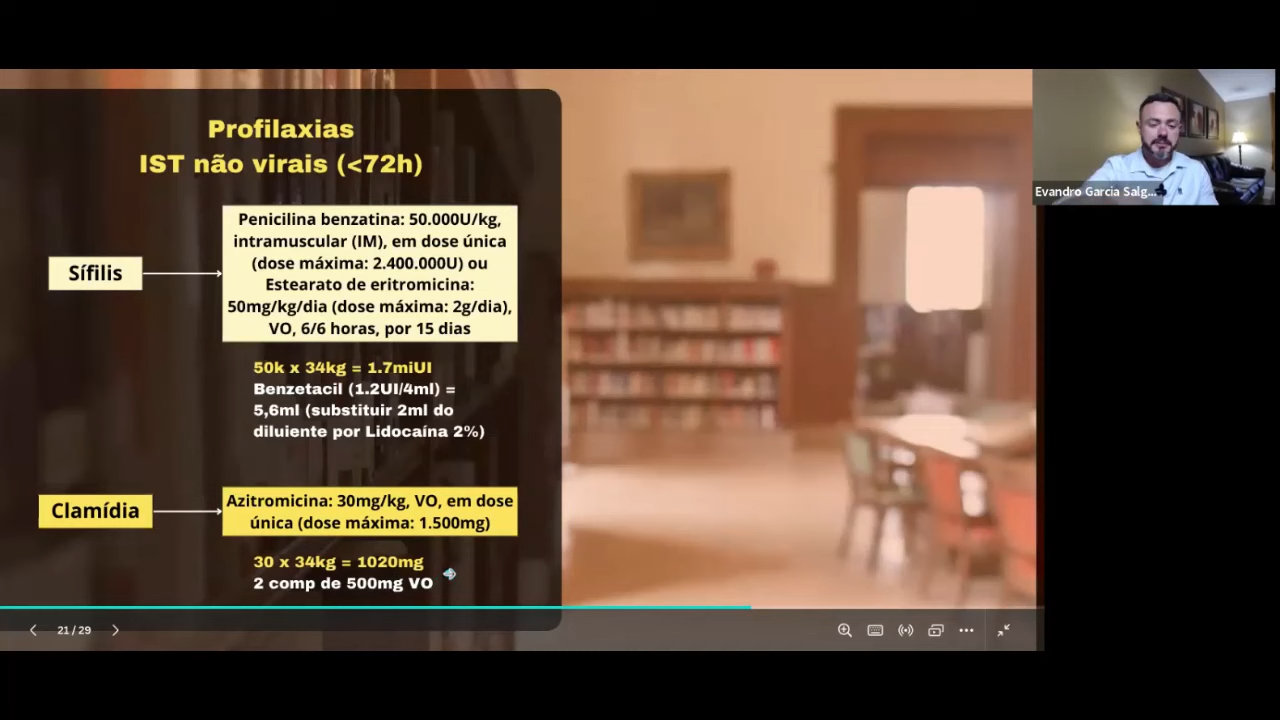 Profilaxias
IST não virais (<72h)
Sífilis
Penicilina benzatina: 50.000U/kg,
intramuscular (IM), em dose única
(dose máxima: 2.400.000U) ou
Estearato de eritromicina:
50mg/kg/dia (dose máxima: 2g/dia),
VO, 6/6 horas, por 15 dias
50k x 34kg = 1.7miUI
Benzetacil (1.2UI/4ml) =
5,6ml (substituir 2ml do
diluiente por Lidocaína 2%)
Clamídia
Azitromicina: 30mg/kg, VO, em dose
única (dose máxima: 1.500mg)
30 x 34kg = 1020mg
2 comp de 500mg VO
21 / 29
Evandro Garcia Salg...